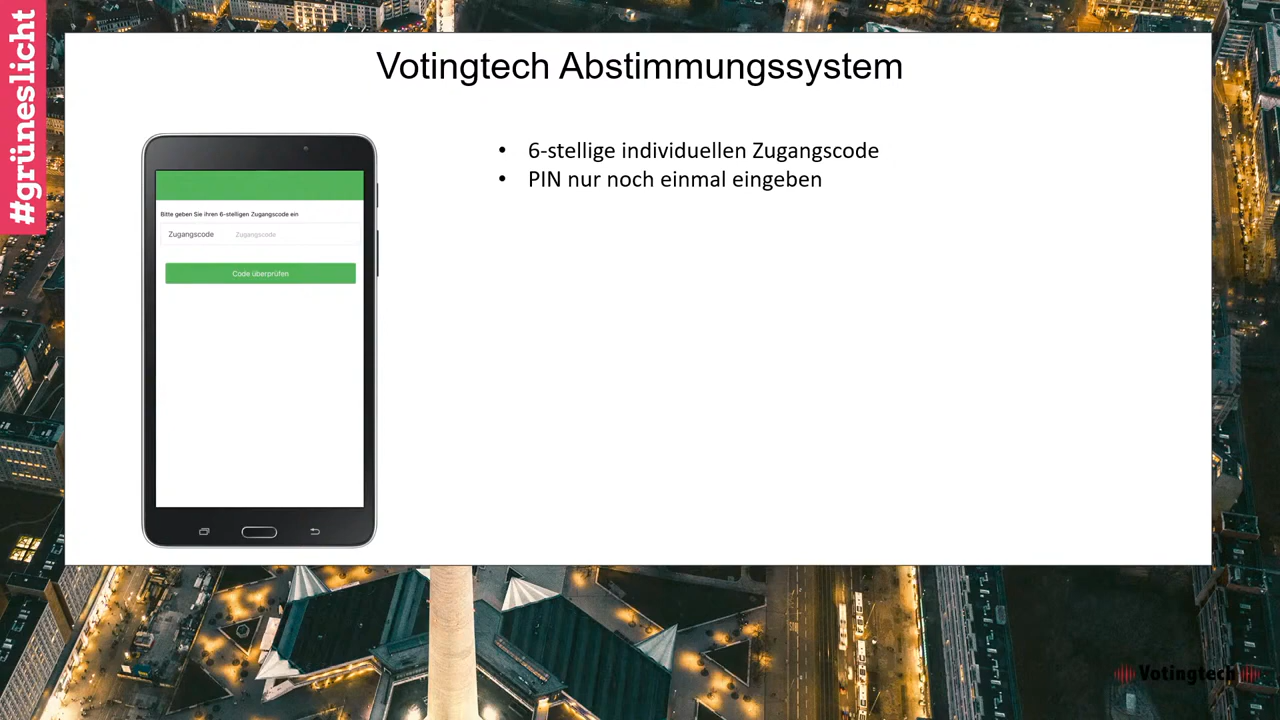 #grüneslicht
Votingtech Abstimmungssystem
• 6-stellige individuellen Zugangscode
• PIN nur noch einmal eingeben
Bitte geben Sie ihren 6-stelligen Zugangscode ein
Zugangscode Zugangscode
Code überprüfen
Votingtech